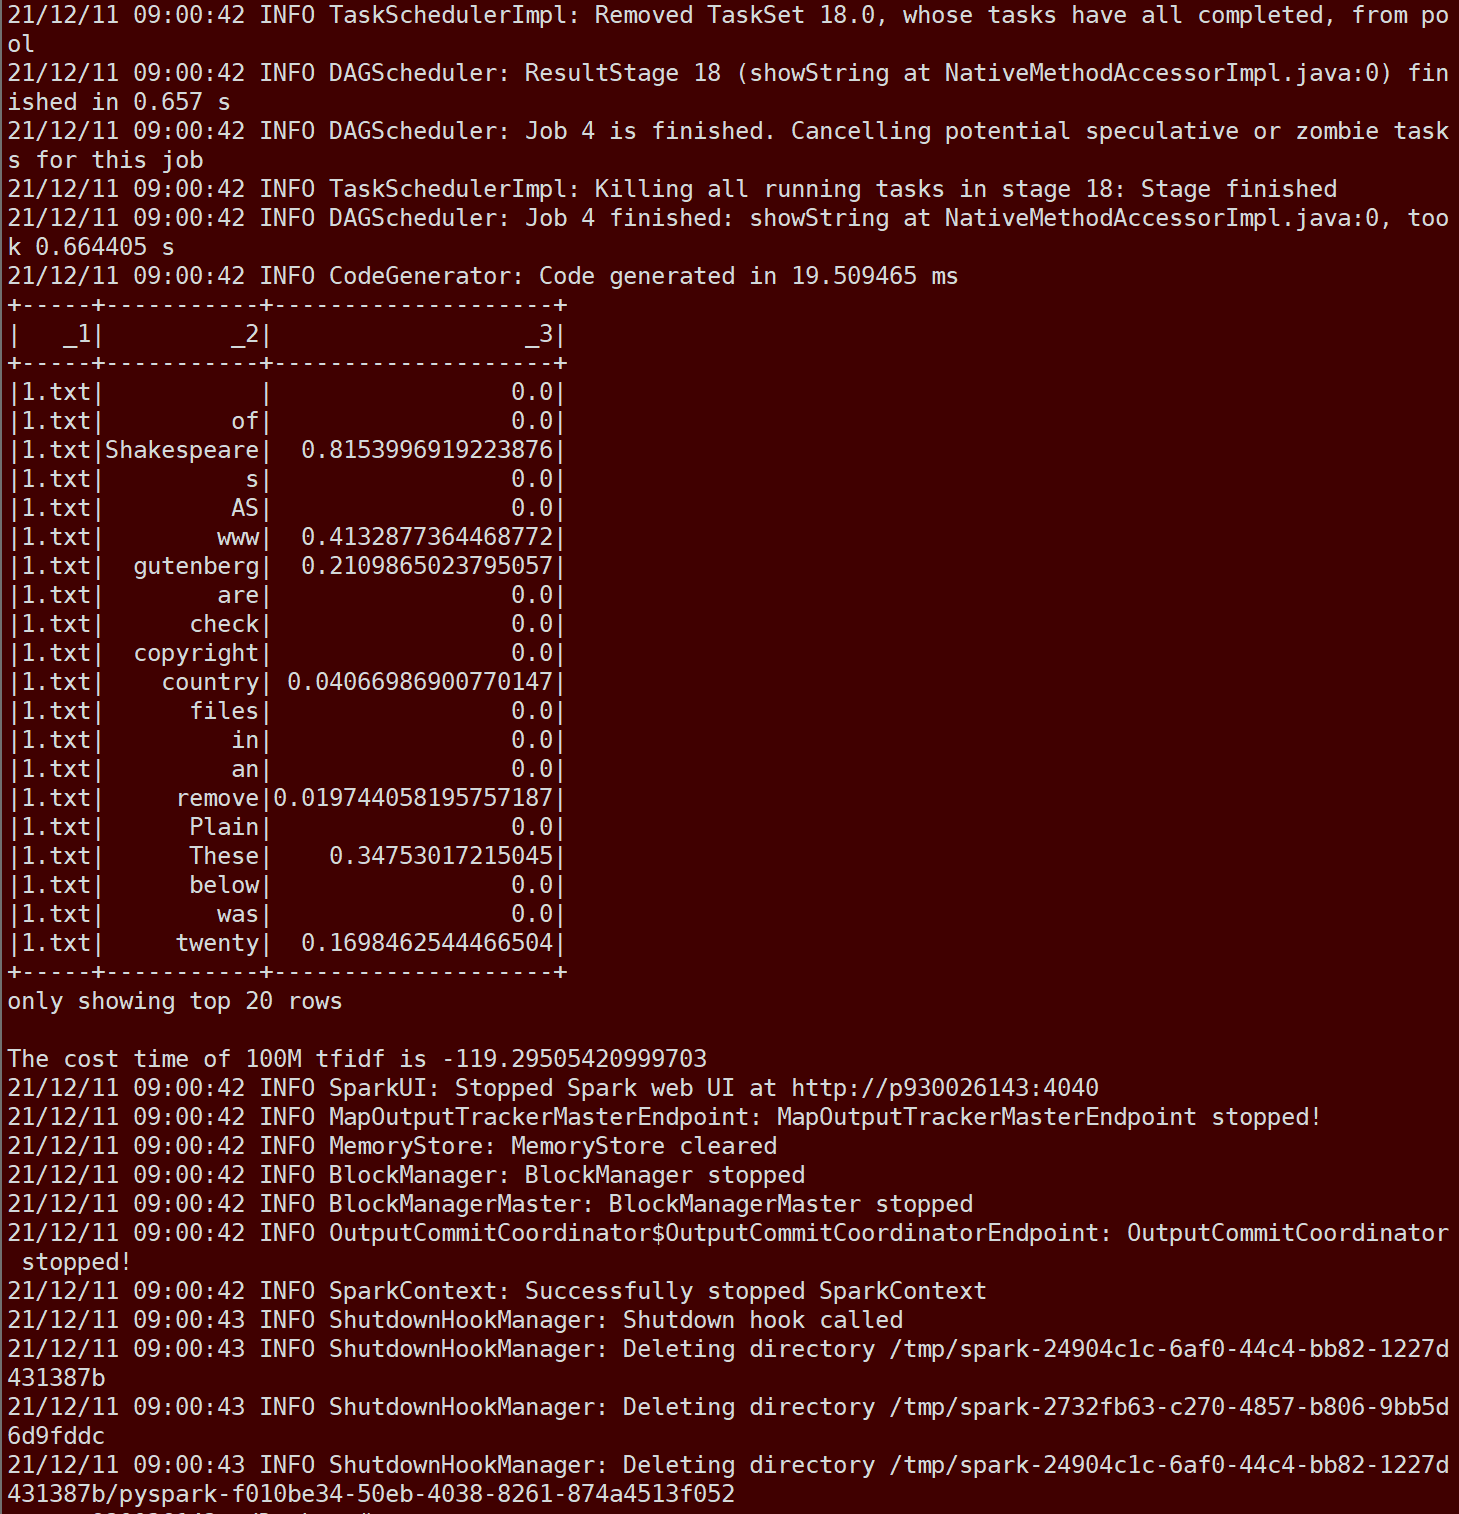 21/12/11 09:00:42 INFO TaskSchedulerImpl: Removed TaskSet 18.0, whose tasks have all completed, from po
ol
21/12/11 09:00:42 INFO DAGScheduler: ResultStage 18 (showString at NativeMethodAccessorImpl.java:0) fin
ished in 0.657 s
21/12/11 09:00:42 INFO DAGScheduler: Job 4 is finished. Cancelling potential speculative or zombie task
s for this job
21/12/11 09:00:42 INFO TaskSchedulerImpl: Killing all running tasks in stage 18: Stage finished
21/12/11 09:00:42 INFO DAGScheduler: Job 4 finished: showString at NativeMethodAccessorImpl.java:0, too
k 0.664405 s
21/12/11 09:00:42 INFO CodeGenerator: Code generated in 19.509465 ms
+-----+-----------+--------------------+
|   _1|         _2|                  _3|
+-----+-----------+--------------------+
|1.txt|           |                 0.0|
|1.txt|         of|                 0.0|
|1.txt|Shakespeare|  0.8153996919223876|
|1.txt|          s|                 0.0|
|1.txt|         AS|                 0.0|
|1.txt|        www|  0.4132877364468772|
|1.txt|  gutenberg|  0.2109865023795057|
|1.txt|        are|                 0.0|
|1.txt|      check|                 0.0|
|1.txt|  copyright|                 0.0|
|1.txt|    country| 0.04066986900770147|
|1.txt|      files|                 0.0|
|1.txt|         in|                 0.0|
|1.txt|         an|                 0.0|
|1.txt|     remove|0.019744058195757187|
|1.txt|      Plain|                 0.0|
|1.txt|      These|    0.34753017215045|
|1.txt|      below|                 0.0|
|1.txt|        was|                 0.0|
|1.txt|     twenty|  0.1698462544466504|
+-----+-----------+--------------------+
only showing top 20 rows

The cost time of 100M tfidf is -119.29505420999703
21/12/11 09:00:42 INFO SparkUI: Stopped Spark web UI at http://p930026143:4040
21/12/11 09:00:42 INFO MapOutputTrackerMasterEndpoint: MapOutputTrackerMasterEndpoint stopped!
21/12/11 09:00:42 INFO MemoryStore: MemoryStore cleared
21/12/11 09:00:42 INFO BlockManager: BlockManager stopped
21/12/11 09:00:42 INFO BlockManagerMaster: BlockManagerMaster stopped
21/12/11 09:00:42 INFO OutputCommitCoordinator$OutputCommitCoordinatorEndpoint: OutputCommitCoordinator
 stopped!
21/12/11 09:00:42 INFO SparkContext: Successfully stopped SparkContext
21/12/11 09:00:43 INFO ShutdownHookManager: Shutdown hook called
21/12/11 09:00:43 INFO ShutdownHookManager: Deleting directory /tmp/spark-24904c1c-6af0-44c4-bb82-1227d
431387b
21/12/11 09:00:43 INFO ShutdownHookManager: Deleting directory /tmp/spark-2732fb63-c270-4857-b806-9bb5d
6d9fddc
21/12/11 09:00:43 INFO ShutdownHookManager: Deleting directory /tmp/spark-24904c1c-6af0-44c4-bb82-1227d
431387b/pyspark-f010be34-50eb-4038-8261-874a4513f052